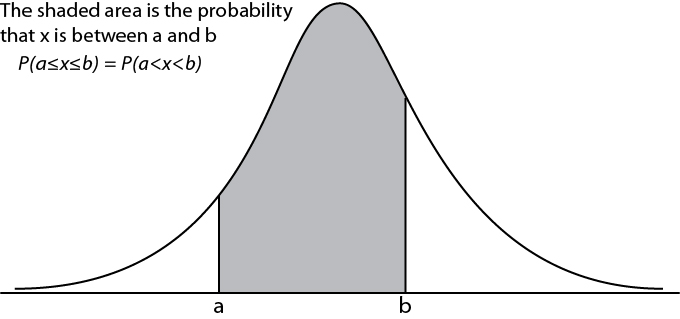 The shaded area is the probability
that x is between a and b
P(a≤x≤b) = P(a<x<b)
a
b